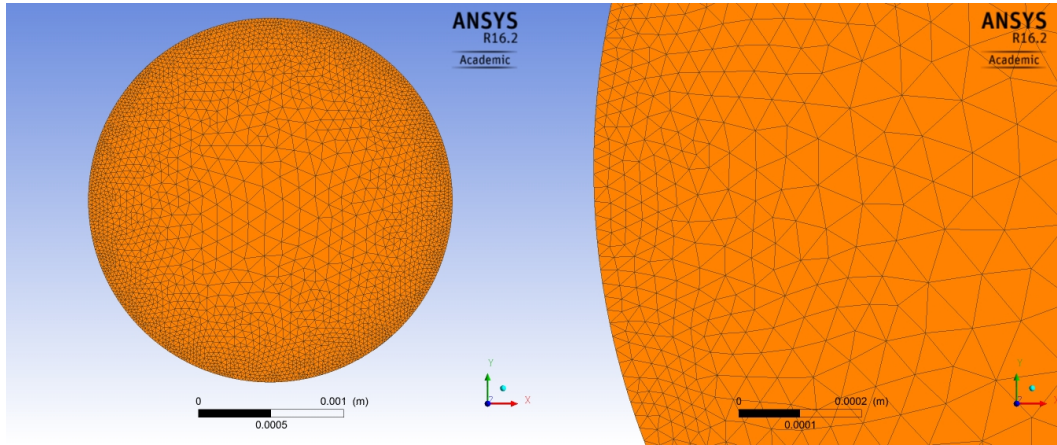 ANSYS
R16.2
Academic
0
0.001 (m)
0.0005
Y
Z
X
ANSYS
R16.2
Academic
0
0.0002 (m)
0.0001
Y
Z
X